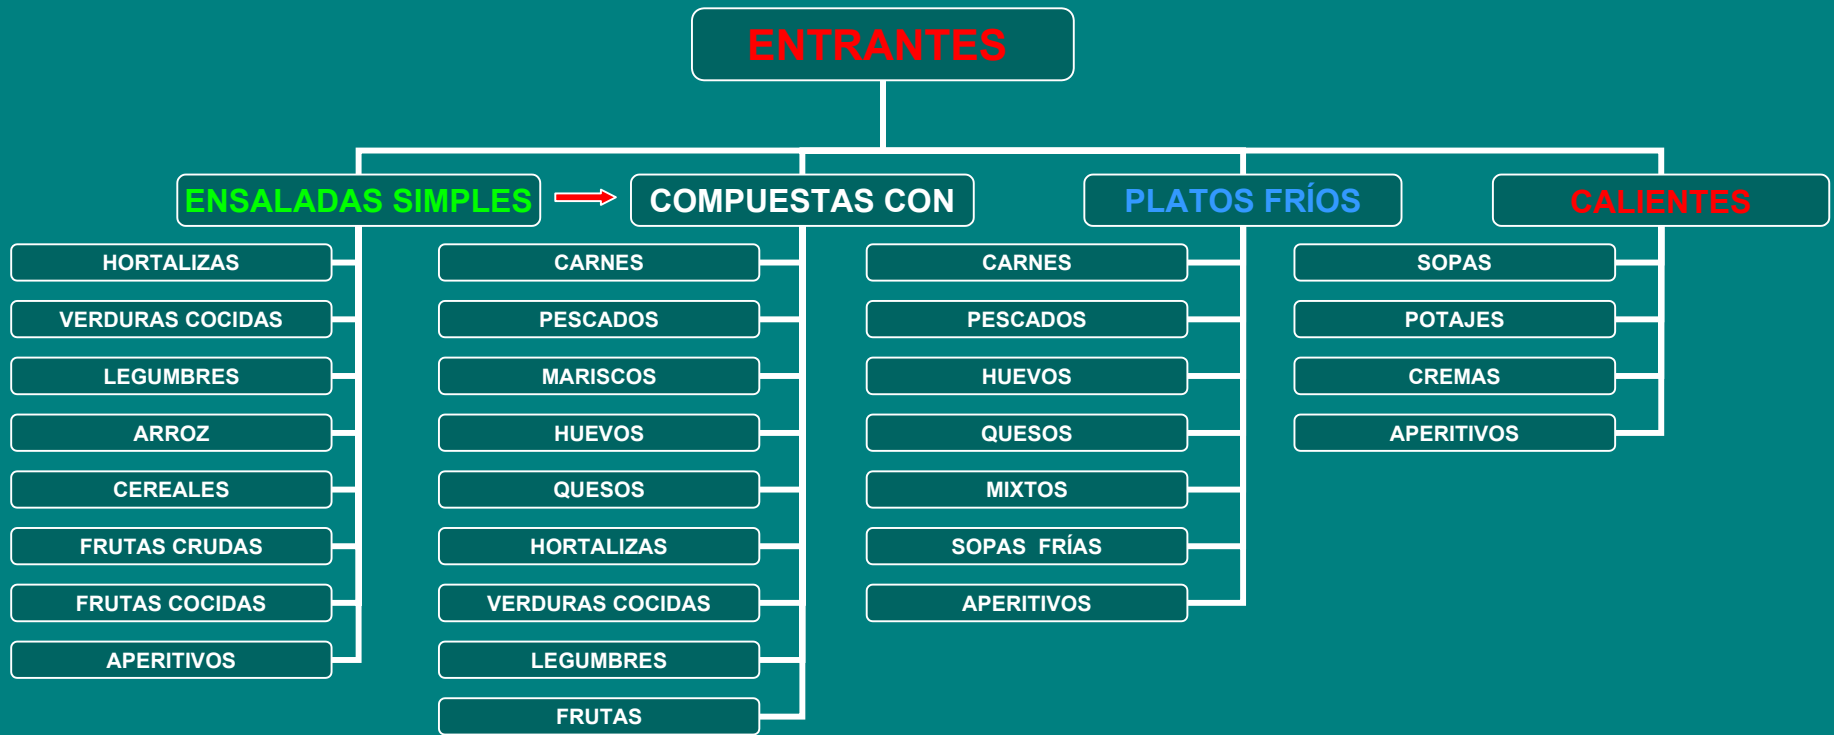 ENTRANTES
ENSALADAS SIMPLES
HORTALIZAS
VERDURAS COCIDAS
LEGUMBRES
ARROZ
CEREALES
FRUTAS CRUDAS
FRUTAS COCIDAS
APERITIVOS
COMPUESTAS CON
CARNES
PESCADOS
MARISCOS
HUEVOS
QUESOS
HORTALIZAS
VERDURAS COCIDAS
LEGUMBRES
FRUTAS
PLATOS FRÍOS
CARNES
PESCADOS
HUEVOS
QUESOS
MIXTOS
SOPAS FRÍAS
APERITIVOS
CALIENTES
SOPAS
POTAJES
CREMAS
APERITIVOS